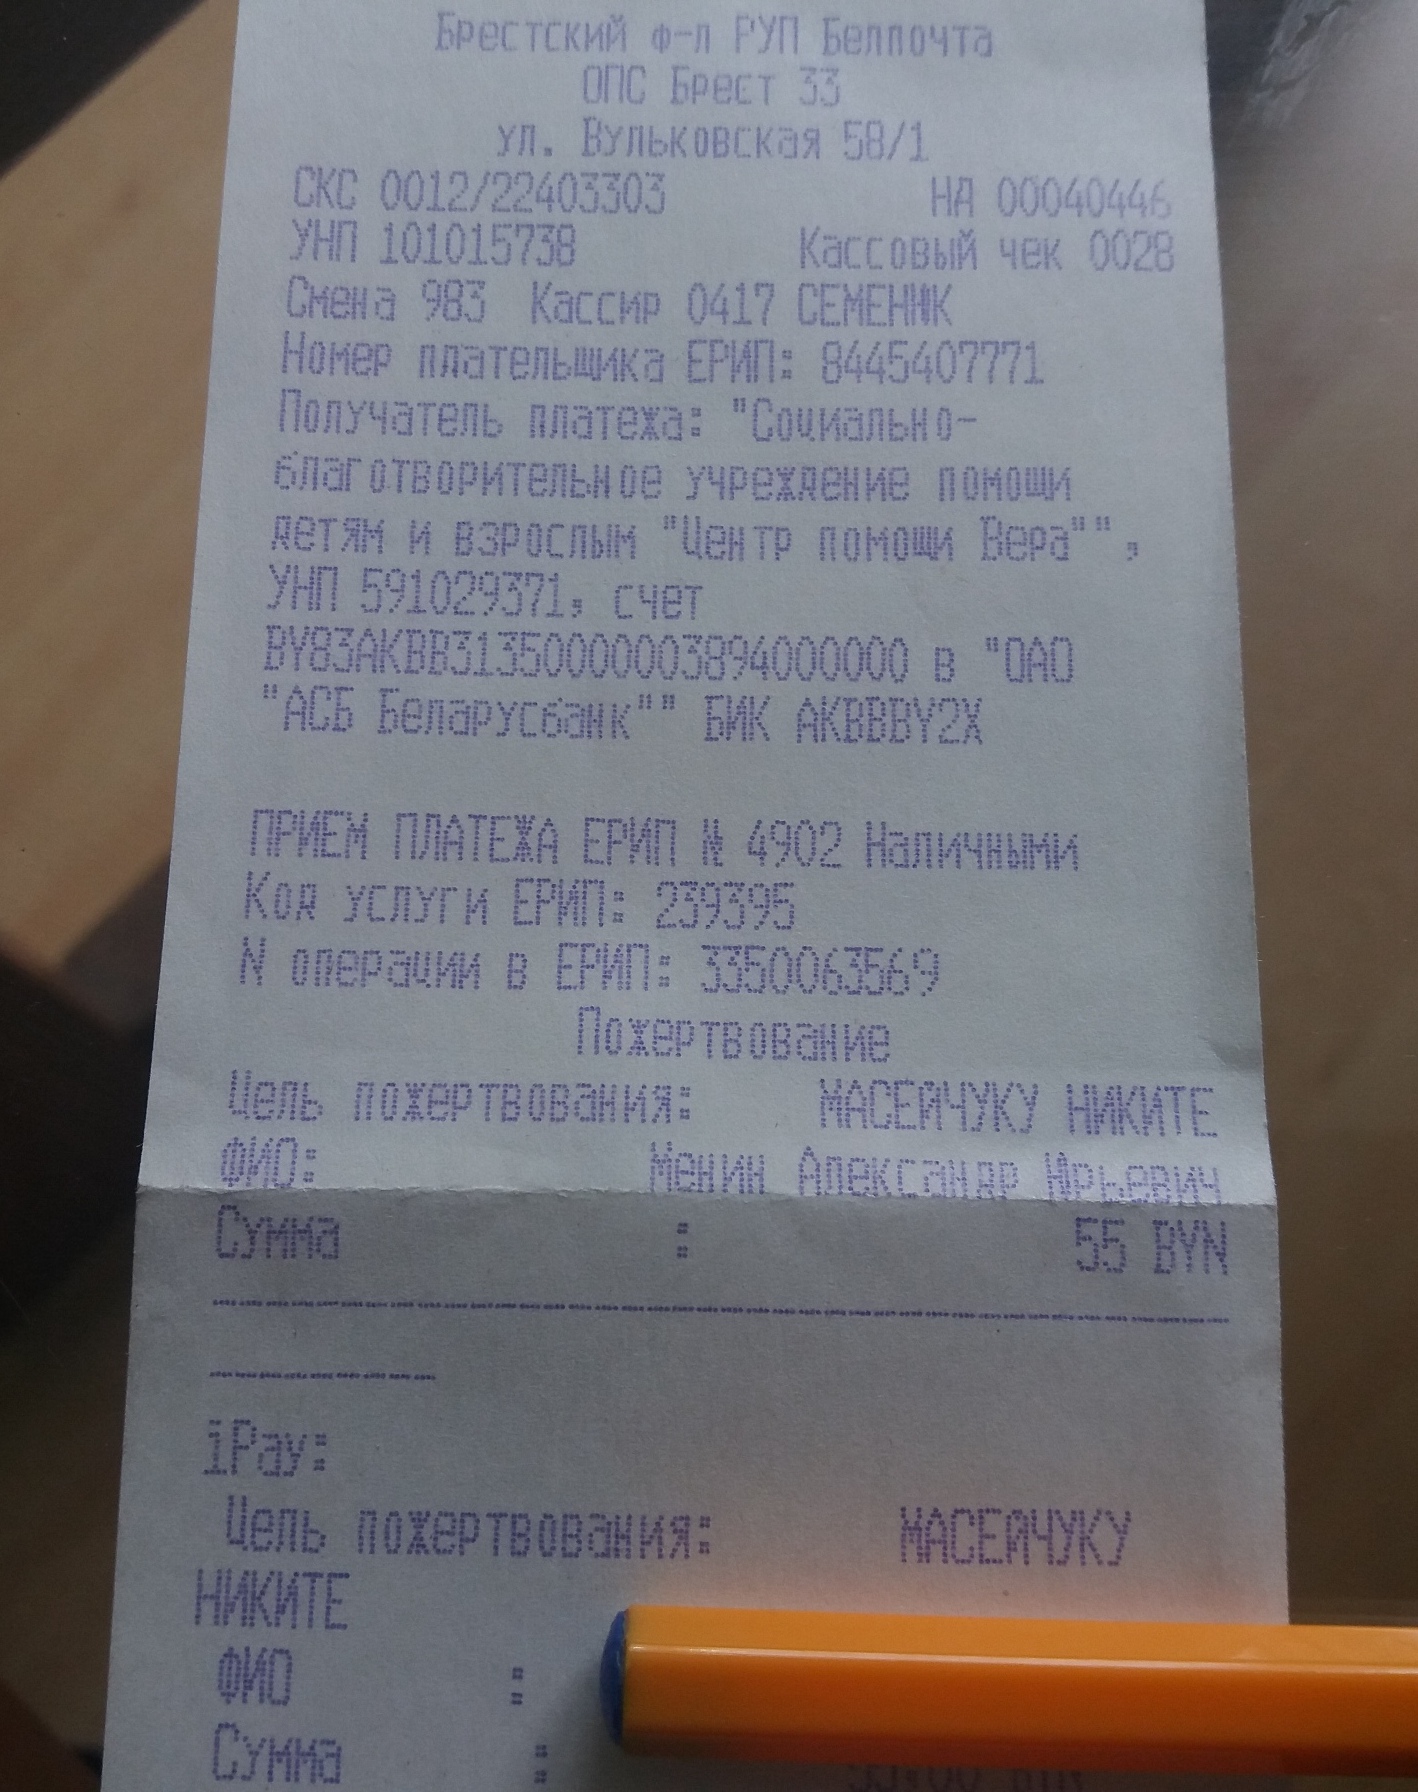 Брестский ф-л РУП Белпочта
ОПС Брест 33
ул. Вульковская 58/1
СКС 0012/22403303 НД 00040446
УНП 101015738 Кассовый чек 0028
Смена 983 Кассир 0417 СЕМЕНЮК
Номер плательщика ЕРИП: 8445407771
Получатель платежа: "Социально-
благотворительное учреждение помощи
детям и взрослым "Центр помощи Вера"",
УНП 591029371, счет
BY83AKBB31350000003894000000 в "ОАО
"АСБ Беларусбанк"" БИК AKBBBY2X
ПРИЕМ ПЛАТЕЖА ЕРИП N 4902 Наличными
Код услуги ЕРИП: 239395
N операции в ЕРИП: 3350063569
Пожертвование
Цель пожертвования: МАСЕЙЧУКУ НИКИТЕ
ФИО: Менин Александр Юрьевич
Сумма : 55 BYN
iPay:
Цель пожертвования: МАСЕЙЧУКУ
НИКИТЕ
ФИО :
Сумма :